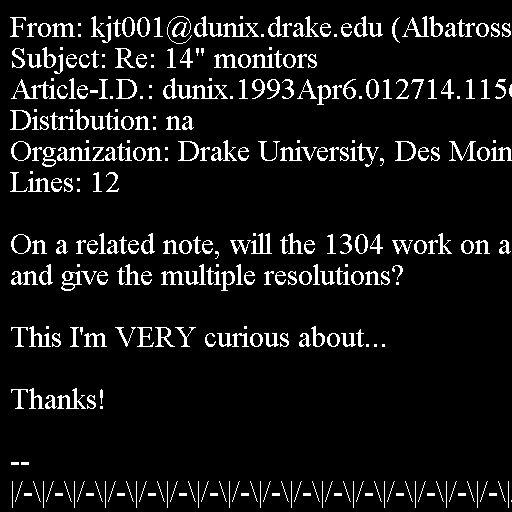 From: kjt001@dunix.drake.edu (Albatross
Subject: Re: 14" monitors
Article-I.D.: dunix.1993Apr6.012714.115
Distribution: na
Organization: Drake University, Des Moin
Lines: 12

On a related note, will the 1304 work on a
and give the multiple resolutions?

This I'm VERY curious about...

Thanks!

--
|/-\|/-\|/-\|/-\|/-\|/-\|/-\|/-\|/-\|/-\|/-\|/-\|/-\|/-\|/-\|/-\|